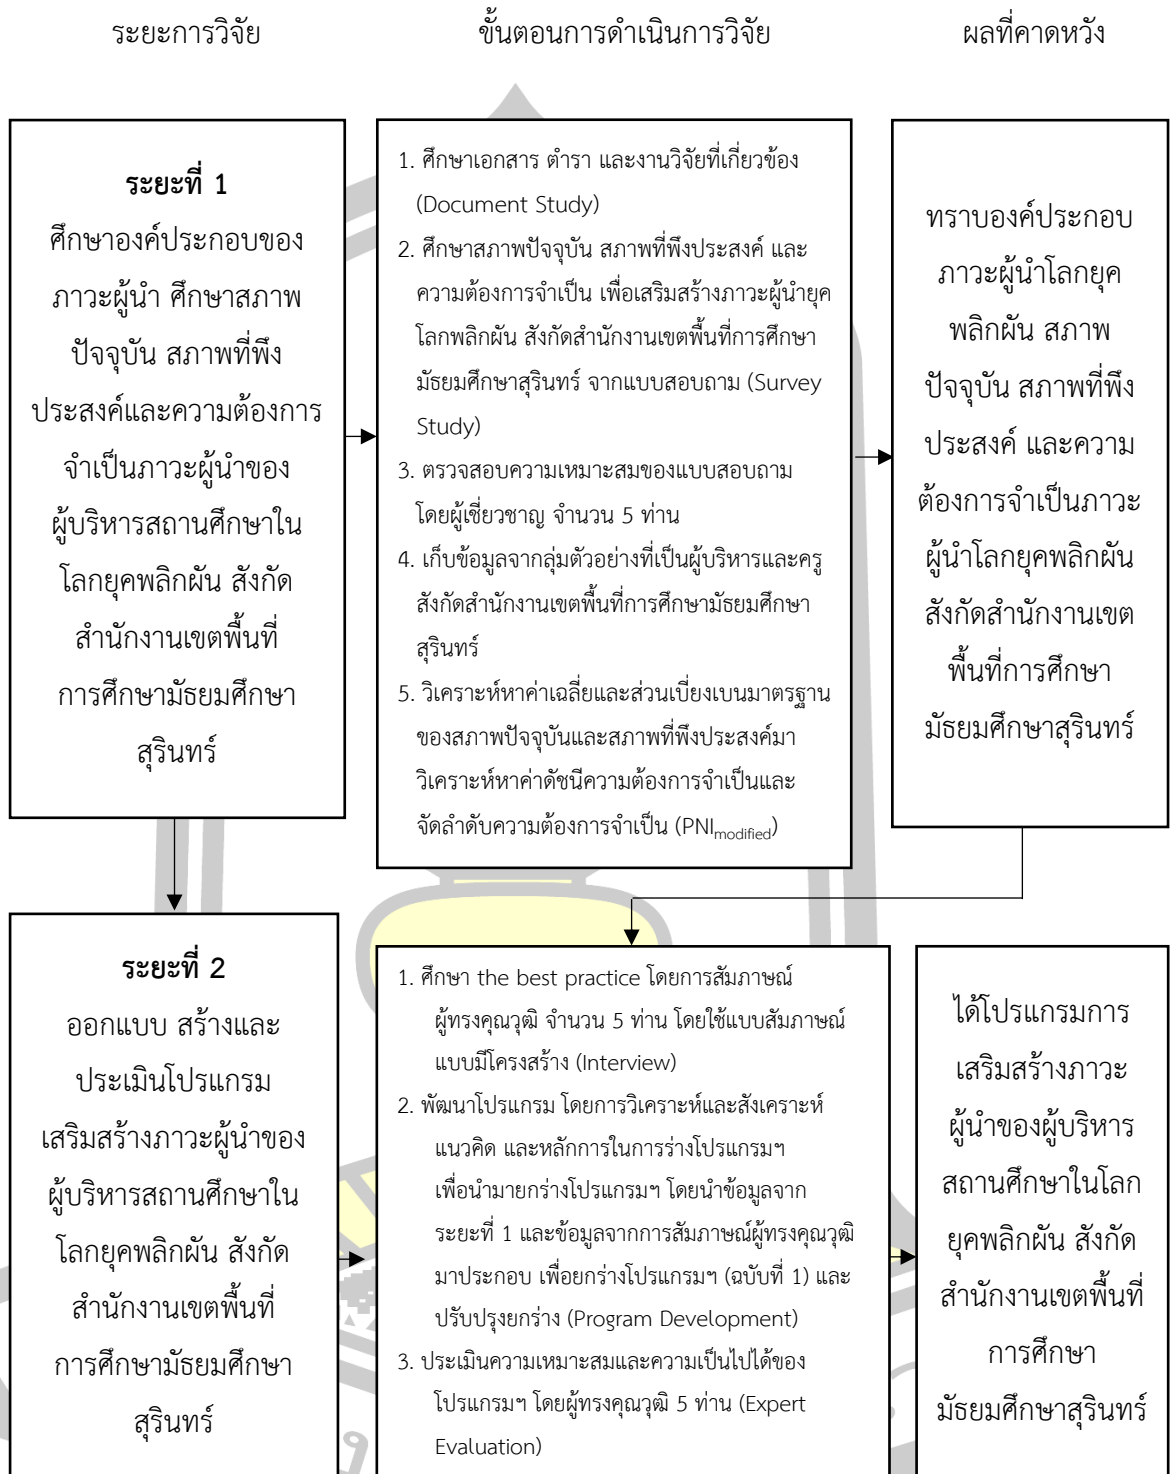 ระยะการวิจัย
ขั้นตอนการดำเนินการวิจัย
ผลที่คาดหวัง
ระยะที่ 1
ศึกษาองค์ประกอบของ
ภาวะผู้นำ ศึกษาสภาพ
ปัจจุบัน สภาพที่พึง
ประสงค์และความต้องการ
จำเป็นภาวะผู้นำของ
ผู้บริหารสถานศึกษาใน
โลกยุคพลิกผัน สังกัด
สำนักงานเขตพื้นที่
การศึกษามัธยมศึกษา
สุรินทร์
1. ศึกษาเอกสาร ตำรา และงานวิจัยที่เกี่ยวข้อง
(Document Study)
2. ศึกษาสภาพปัจจุบัน สภาพที่พึงประสงค์ และ
ความต้องการจำเป็น เพื่อเสริมสร้างภาวะผู้นำยุค
โลกพลิกผัน สังกัดสำนักงานเขตพื้นที่การศึกษา
มัธยมศึกษาสุรินทร์ จากแบบสอบถาม (Survey
Study)
3. ตรวจสอบความเหมาะสมของแบบสอบถาม
โดยผู้เชี่ยวชาญ จำนวน 5 ท่าน
4. เก็บข้อมูลจากลุ่มตัวอย่างที่เป็นผู้บริหารและครู
สังกัดสำนักงานเขตพื้นที่การศึกษามัธยมศึกษา
สุรินทร์
5. วิเคราะห์หาค่าเฉลี่ยและส่วนเบี่ยงเบนมาตรฐาน
ของสภาพปัจจุบันและสภาพที่พึงประสงค์มา
วิเคราะห์หาค่าดัชนีความต้องการจำเป็นและ
จัดลำดับความต้องการจำเป็น (PNImodified)
ทราบองค์ประกอบ
ภาวะผู้นำโลกยุค
พลิกผัน สภาพ
ปัจจุบัน สภาพที่พึง
ประสงค์ และความ
ต้องการจำเป็นภาวะ
ผู้นำโลกยุคพลิกผัน
สังกัดสำนักงานเขต
พื้นที่การศึกษา
มัธยมศึกษาสุรินทร์
ระยะที่ 2
ออกแบบ สร้างและ
ประเมินโปรแกรม
เสริมสร้างภาวะผู้นำของ
ผู้บริหารสถานศึกษาใน
โลกยุคพลิกผัน สังกัด
สำนักงานเขตพื้นที่
การศึกษามัธยมศึกษา
สุรินทร์
1. ศึกษา the best practice โดยการสัมภาษณ์
ผู้ทรงคุณวุฒิ จำนวน 5 ท่าน โดยใช้แบบสัมภาษณ์
แบบมีโครงสร้าง (Interview)
2. พัฒนาโปรแกรม โดยการวิเคราะห์และสังเคราะห์
แนวคิด และหลักการในการร่างโปรแกรมฯ
เพื่อนำมายกร่างโปรแกรมฯ โดยนำข้อมูลจาก
ระยะที่ 1 และข้อมูลจากการสัมภาษณ์ผู้ทรงคุณวุฒิ
มาประกอบ เพื่อยกร่างโปรแกรมฯ (ฉบับที่ 1) และ
ปรับปรุงยกร่าง (Program Development)
3. ประเมินความเหมาะสมและความเป็นไปได้ของ
โปรแกรมฯ โดยผู้ทรงคุณวุฒิ 5 ท่าน (Expert
Evaluation)
ได้โปรแกรมการ
เสริมสร้างภาวะ
ผู้นำของผู้บริหาร
สถานศึกษาในโลก
ยุคพลิกผัน สังกัด
สำนักงานเขตพื้นที่
การศึกษา
มัธยมศึกษาสุรินทร์